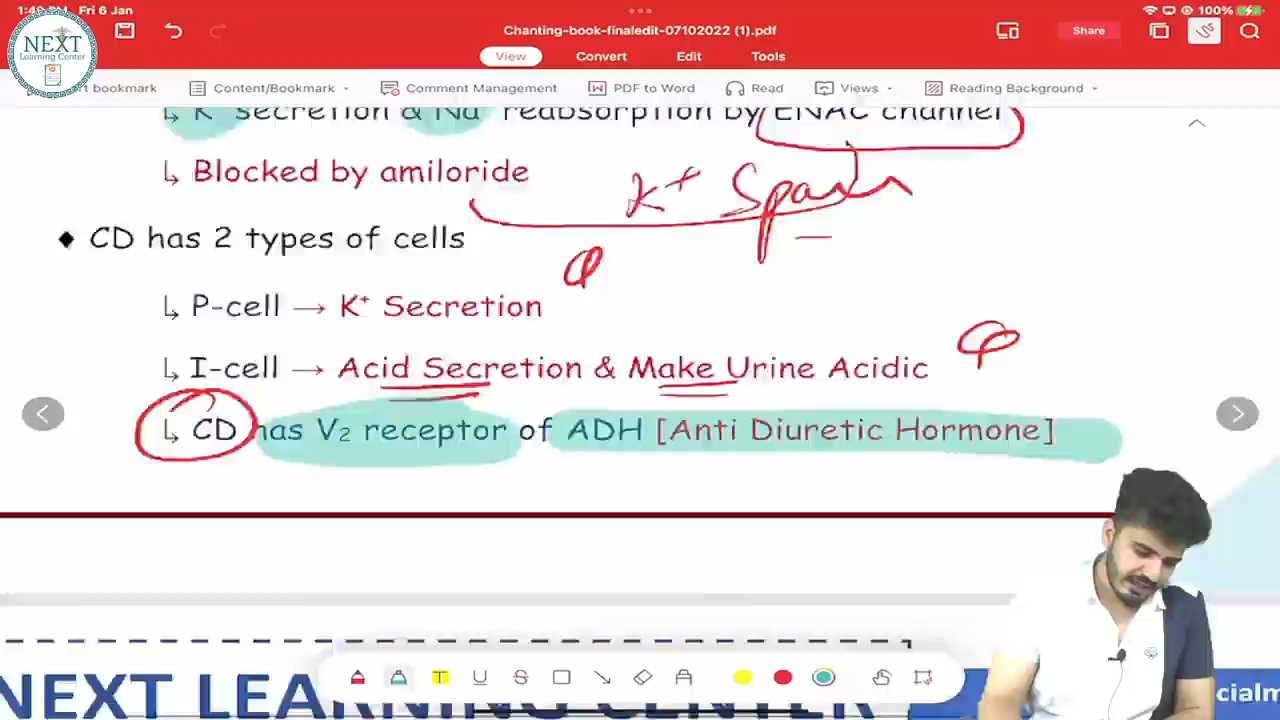 1:49 PM Fri 6 Jan
100%
NEXT
Learning Center
Chanting-book-finaledit-07102022 (1).pdf
Share
View Convert Edit Tools
bookmark Content/Bookmark Comment Management PDF to Word Read Views Reading Background
↳ K⁺ secretion & Na⁺ reabsorption by ENAC channel
↳ Blocked by amiloride
K⁺
♦ CD has 2 types of cells
↳ P-cell → K⁺ Secretion
↳ I-cell → Acid Secretion & Make Urine Acidic
↳ CD has V₂ receptor of ADH [Anti Diuretic Hormone]
NEXT LEARNING CENTER